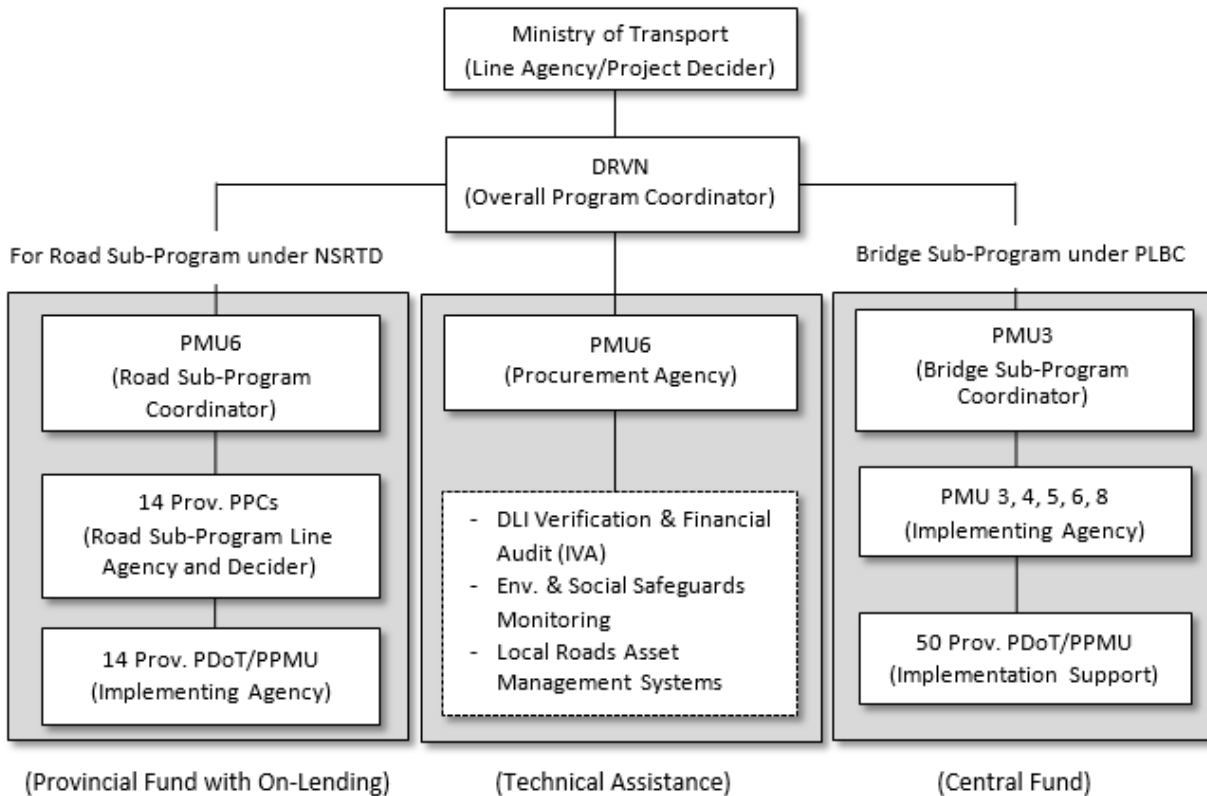 Ministry of Transport
(Line Agency/Project Decider)
DRVN
(Overall Program Coordinator)
For Road Sub-Program under NSRTD
Bridge Sub-Program under PLBC
PMU6
(Road Sub-Program
Coordinator)
14 Prov. PPCs
(Road Sub-Program Line
Agency and Decider)
14 Prov. PDoT/PPMU
(Implementing Agency)
(Provincial Fund with On-Lending)
PMU6
(Procurement Agency)
- DLI Verification & Financial
Audit (IVA)
- Env. & Social Safeguards
Monitoring
- Local Roads Asset
Management Systems
(Technical Assistance)
PMU3
(Bridge Sub-Program
Coordinator)
PMU 3, 4, 5, 6, 8
(Implementing Agency)
50 Prov. PDoT/PPMU
(Implementation Support)
(Central Fund)